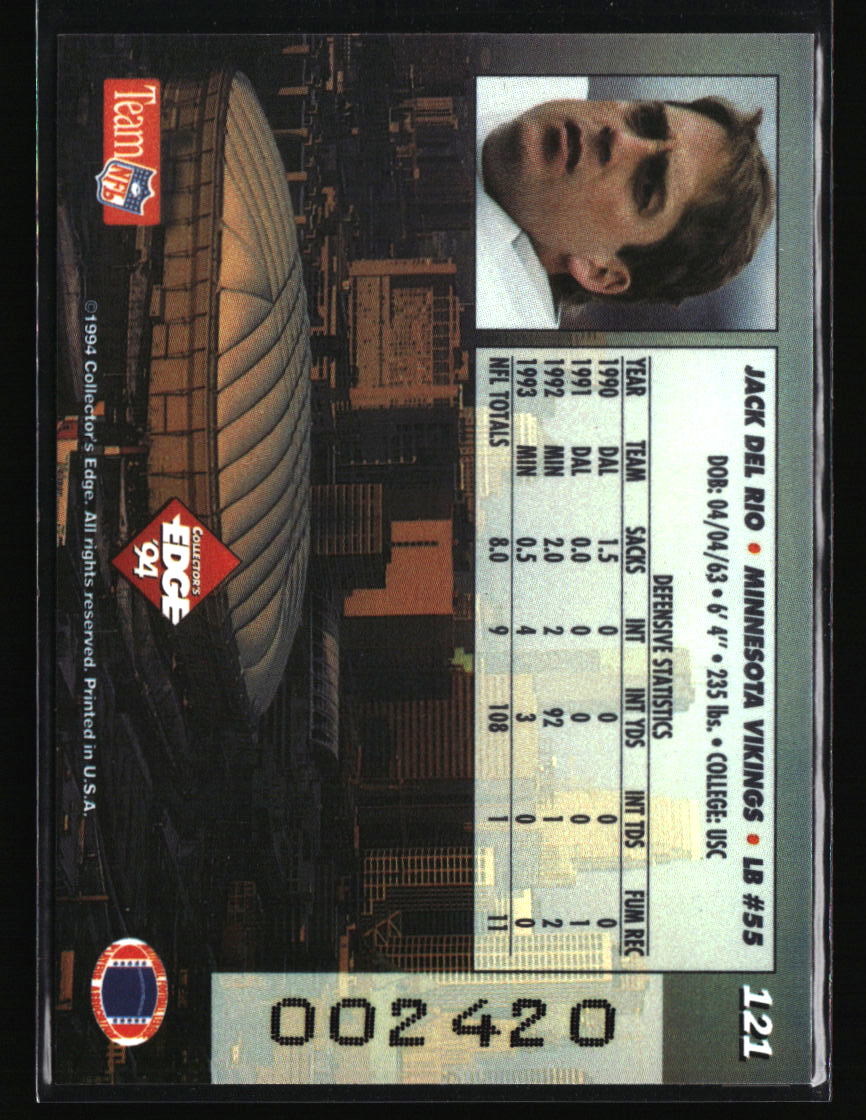 JACK DEL RIO • MINNESOTA VIKINGS • LB #55
121
DOB: 04/04/63 • 6' 4" • 235 lbs. • COLLEGE: USC
DEFENSIVE STATISTICS
YEAR TEAM SACKS INT INT YDS INT TDS FUM REC
1990 DAL 1.5 0 0 0 0
1991 DAL 0.0 0 0 0 1
1992 MIN 2.0 2 92 1 2
1993 MIN 0.5 4 3 0 0
NFL TOTALS 8.0 9 108 1 11
002420
COLLECTOR'S
EDGE
'94
Team NFL
©1994 Collector's Edge. All rights reserved. Printed in U.S.A.